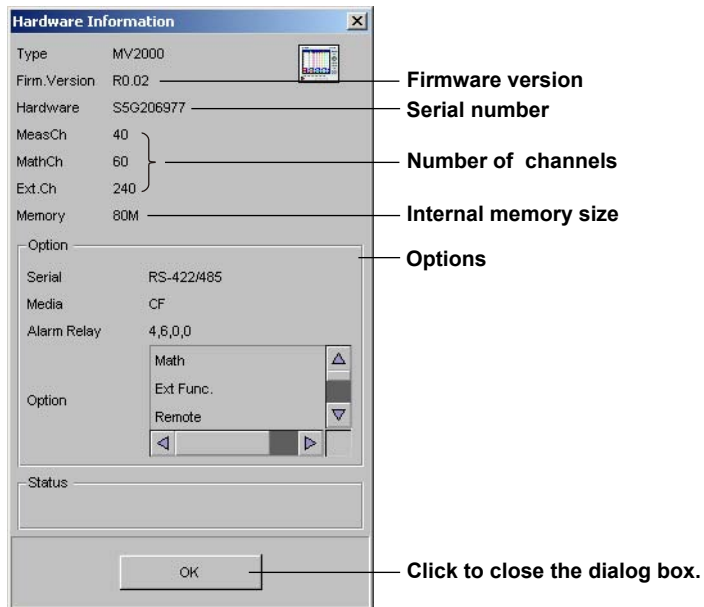 Hardware Information
Type MV2000
Firm.Version R0.02
Firmware version
Hardware S5G206977
Serial number
MeasCh 40
MathCh 60
Number of channels
Ext.Ch 240
Memory 80M
Internal memory size
Option
Options
Serial RS-422/485
Media CF
Alarm Relay 4,6,0,0
Option
Math
Ext Func.
Remote
Status
OK
Click to close the dialog box.